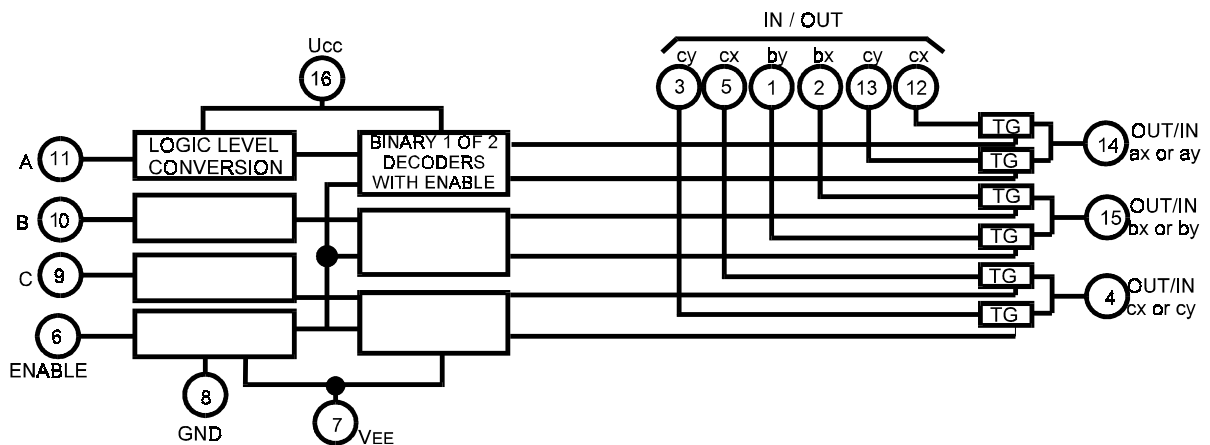 IN / OUT
Ucc
cy cx by bx cy cx
16
3 5 1 2 13 12
TG
A 11
LOGIC LEVEL
CONVERSION
BINARY 1 OF 2
DECODERS
WITH ENABLE
14
OUT/IN
ax or ay
TG
TG
B 10
15
OUT/IN
bx or by
TG
C 9
TG
4
OUT/IN
cx or cy
TG
6
ENABLE
8
GND
7
VEE